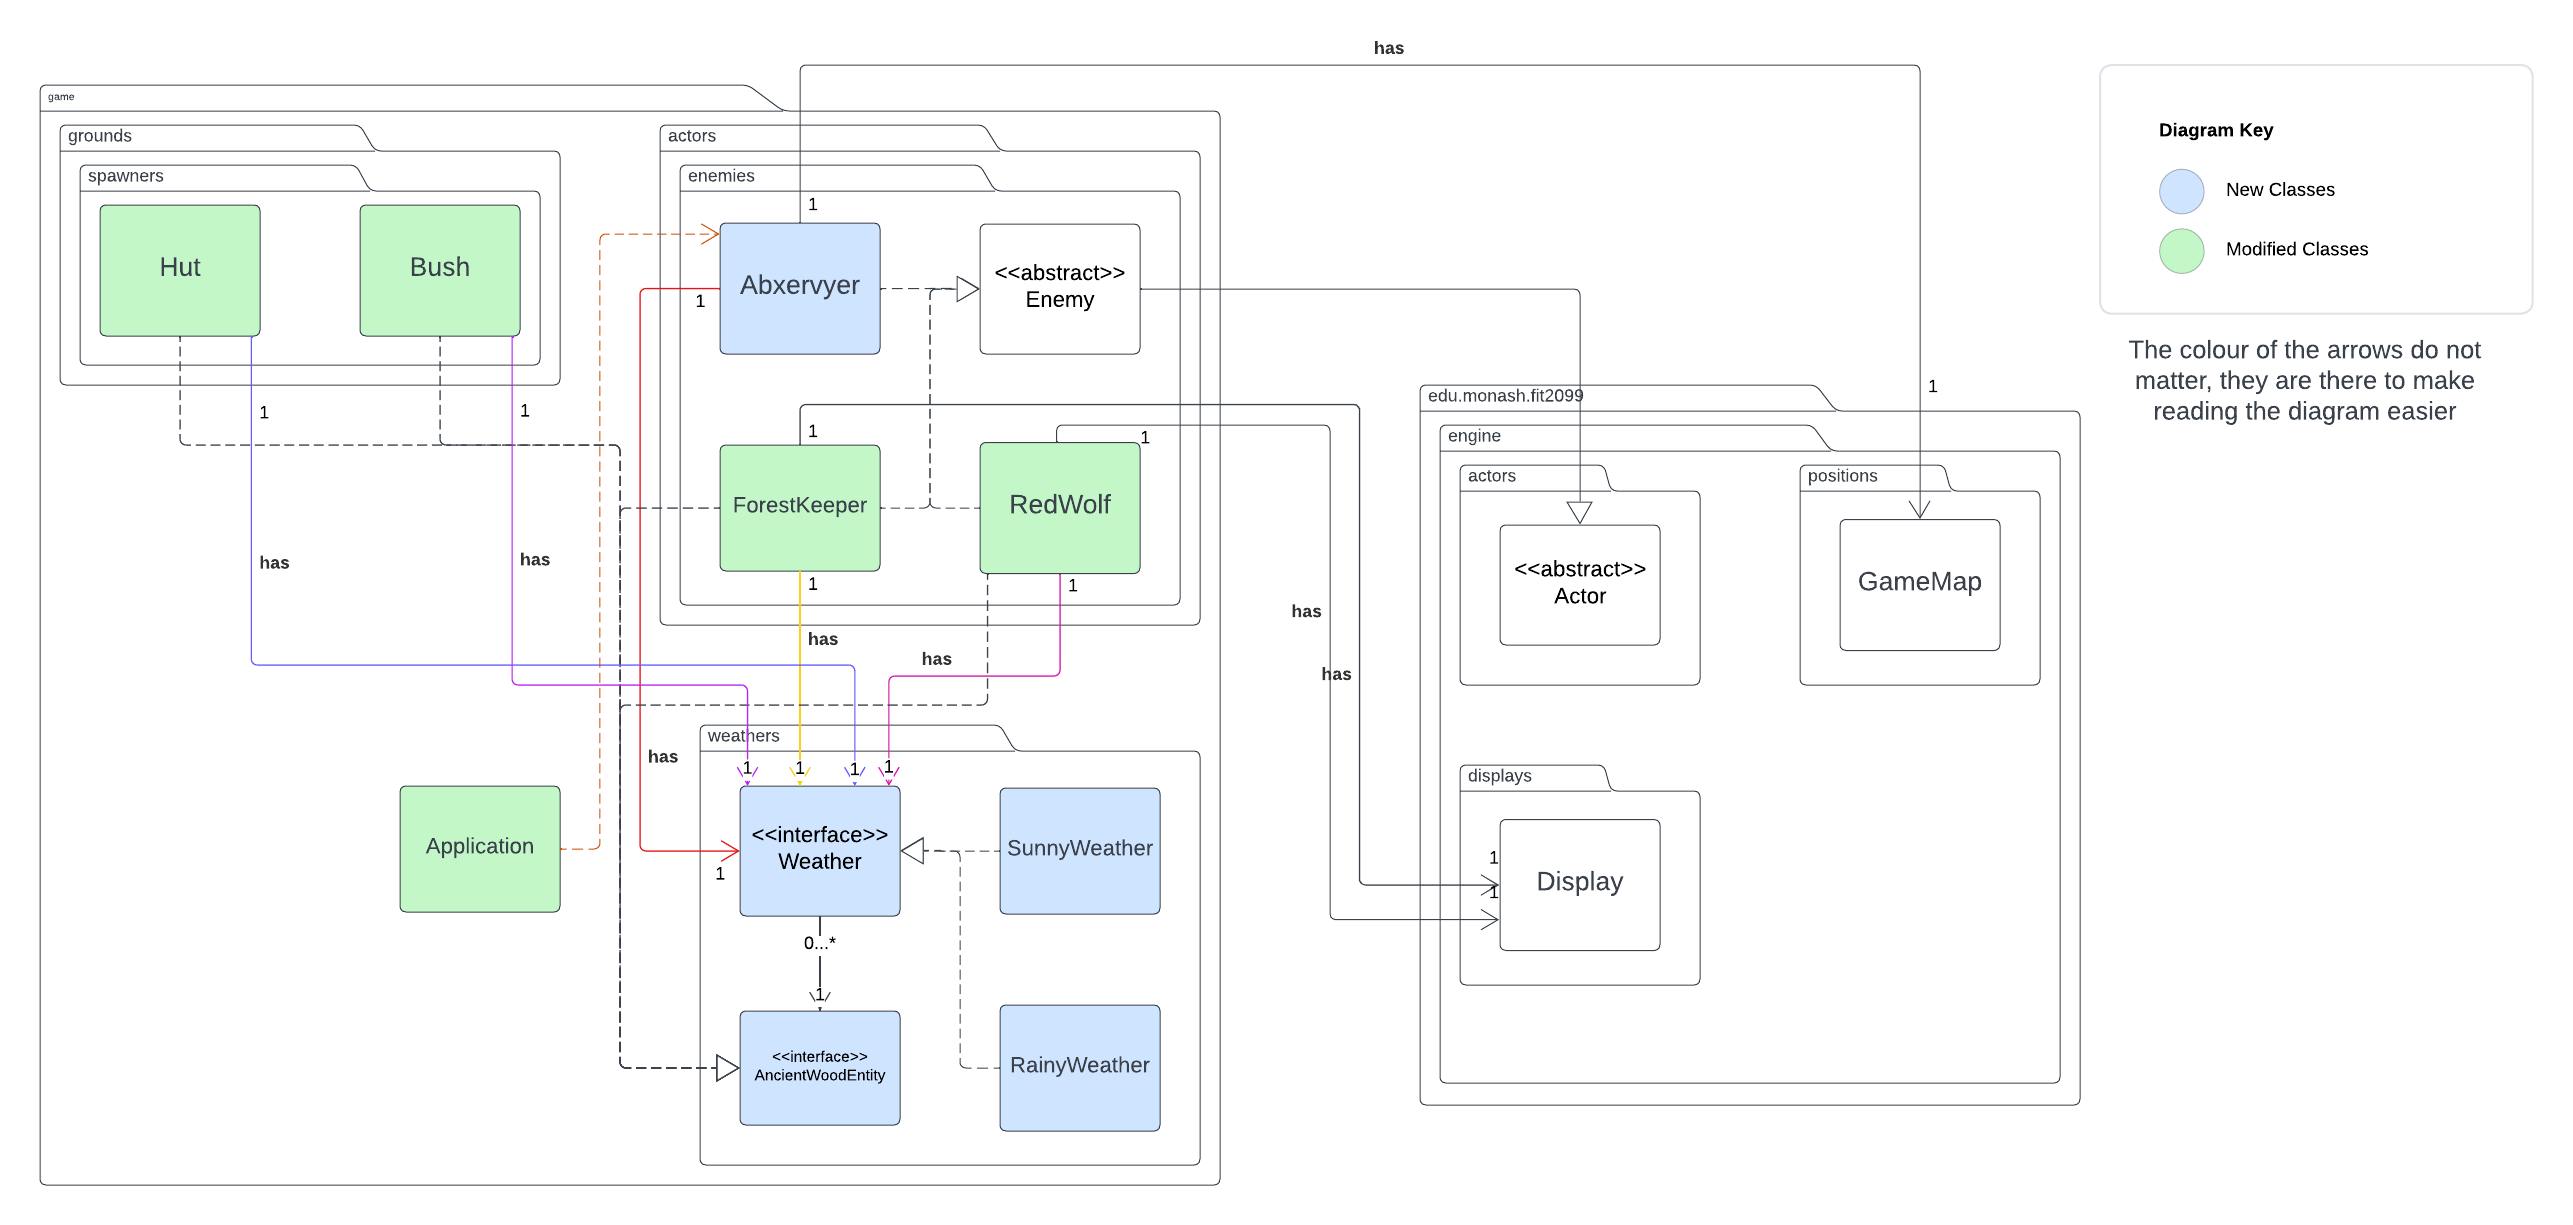 has
game
grounds
actors
Diagram Key
spawners
enemies
New Classes
1
Hut
Bush
Abxervyer
<<abstract>>
Enemy
Modified Classes
1
The colour of the arrows do not
matter, they are there to make
reading the diagram easier
1
1
1
edu.monash.fit2099
1
1
engine
actors
positions
ForestKeeper
RedWolf
has
has
<<abstract>>
Actor
GameMap
1
1
has
has
has
has
weathers
has
1
1
1
1
displays
Application
<<interface>>
Weather
SunnyWeather
1
1
Display
1
0...*
1
<<interface>>
AncientWoodEntity
RainyWeather